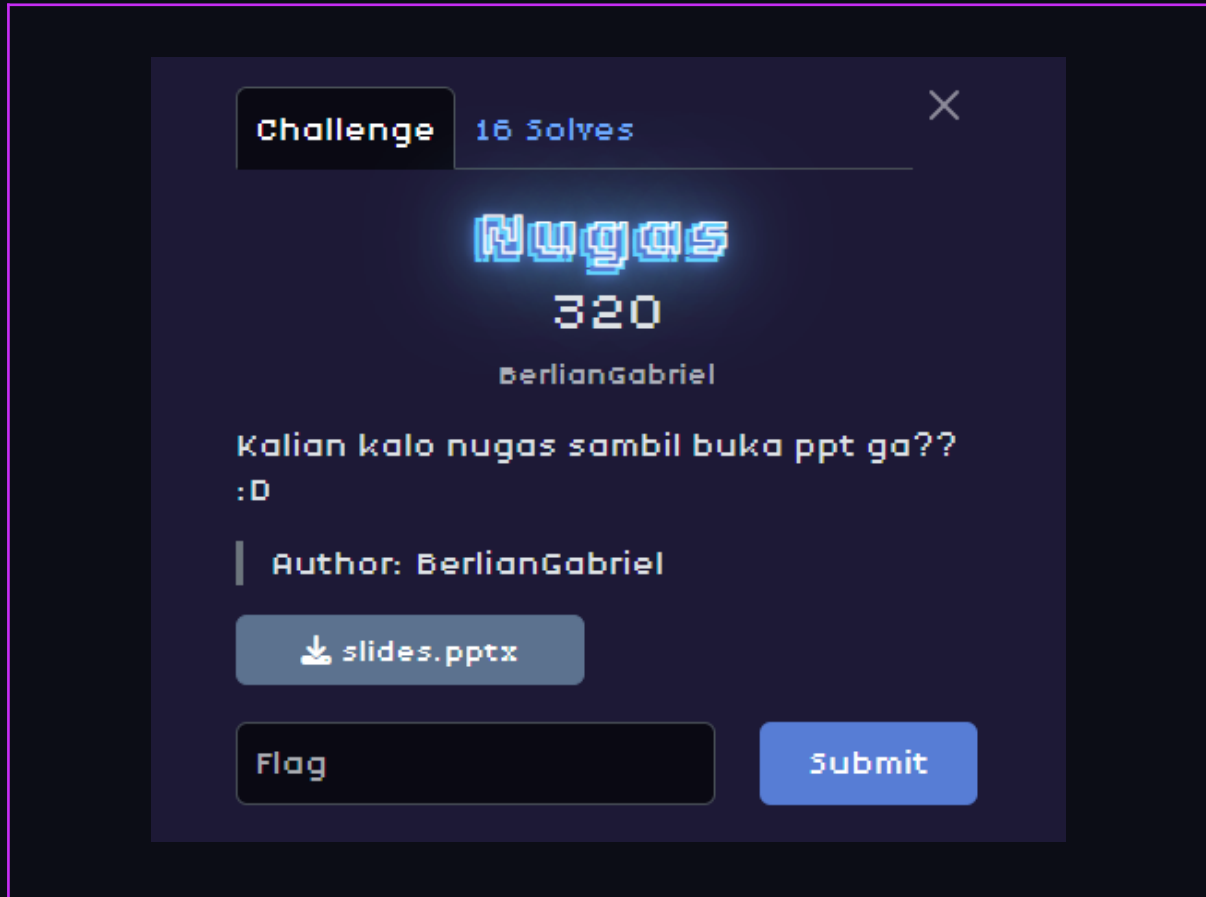 Challenge
16 Solves
Nugas
320
BerlianGabriel
Kalian kalo nugas sambil buka ppt ga??
:D
Author: BerlianGabriel
slides.pptx
Flag
Submit